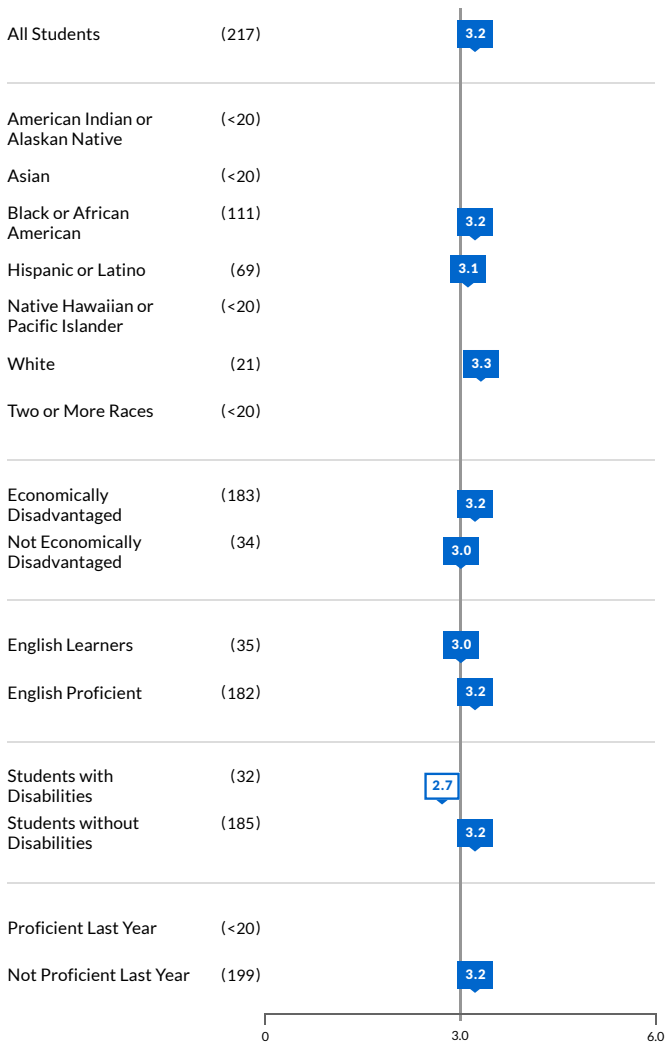 All Students (217) 3.2
American Indian or (<20)
Alaskan Native
Asian (<20)
Black or African (111) 3.2
American
Hispanic or Latino (69) 3.1
Native Hawaiian or (<20)
Pacific Islander
White (21) 3.3
Two or More Races (<20)
Economically (183) 3.2
Disadvantaged
Not Economically (34) 3.0
Disadvantaged
English Learners (35) 3.0
English Proficient (182) 3.2
Students with (32) 2.7
Disabilities
Students without (185) 3.2
Disabilities
Proficient Last Year (<20)
Not Proficient Last Year (199) 3.2
0 3.0 6.0